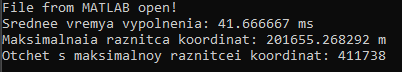 File from MATLAB open!
Srednee vremya vypolnenia: 41.666667 ms
Maksimalnaia raznitca koordinat: 201655.268292 m
Otchet s maksimalnoy raznitcei koordinat: 411738